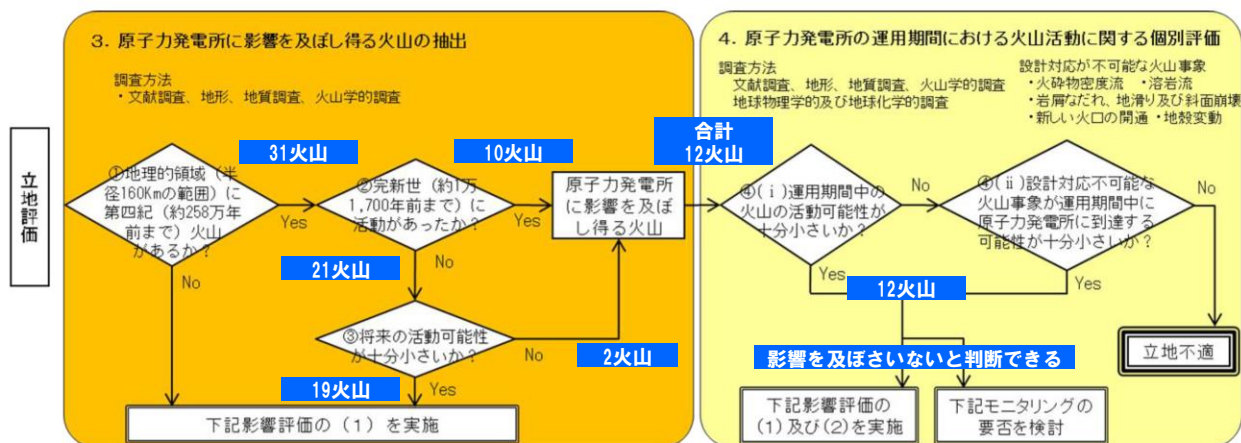 3. 原子力発電所に影響を及ぼし得る火山の抽出
調査方法
・文献調査、地形、地質調査、火山学的調査
立地評価
31火山
10火山
①地理的領域(半
径160Kmの範囲)に
第四紀(約258万年
前まで)火山
があるか?
Yes
No
②完新世(約1万
1,700年前まで)に
活動があったか?
Yes
No
21火山
原子力発電所
に影響を及ぼ
し得る火山
③将来の活動可能性
が十分小さいか?
No
2火山
19火山
Yes
下記影響評価の(1)を実施
合計
12火山
4. 原子力発電所の運用期間における火山活動に関する個別評価
調査方法
文献調査、地形、地質調査、火山学的調査
地球物理学的及び地球化学的調査
設計対応が不可能な火山事象
・火砕物密度流 ・溶岩流
・岩屑なだれ、地滑り及び斜面崩壊
・新しい火口の開通 ・地殻変動
④(ⅰ)運用期間中の
火山の活動可能性が
十分小さいか?
No
Yes
④(ⅱ)設計対応不可能な
火山事象が運用期間中に
原子力発電所に到達する
可能性が十分小さいか?
No
Yes
12火山
影響を及ぼさいないと判断できる
立地不適
下記影響評価の
(1)及び(2)を実施
下記モニタリングの
要否を検討